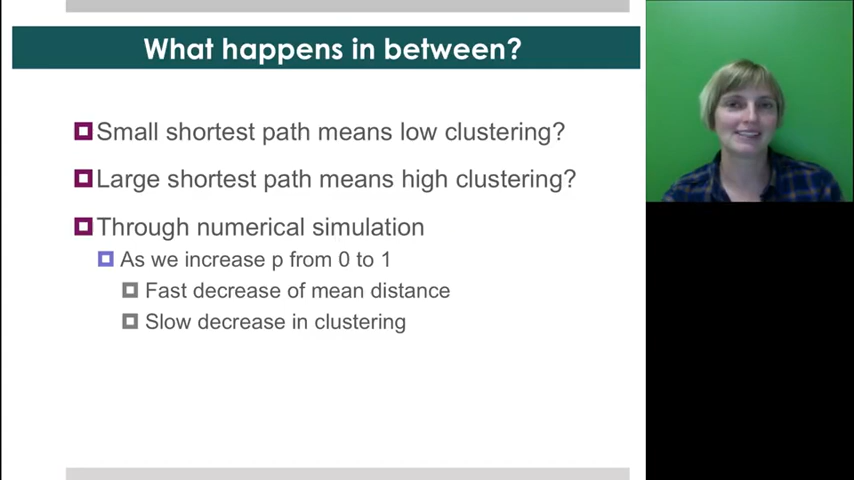 What happens in between?
Small shortest path means low clustering?
Large shortest path means high clustering?
Through numerical simulation
As we increase p from 0 to 1
Fast decrease of mean distance
Slow decrease in clustering